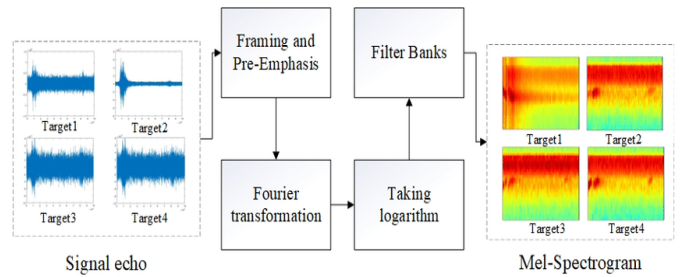 Target1
Target2
Target3
Target4
Signal echo
Framing and
Pre-Emphasis
Fourier
transformation
Taking
logarithm
Filter Banks
Target1
Target2
Target3
Target4
Mel-Spectrogram